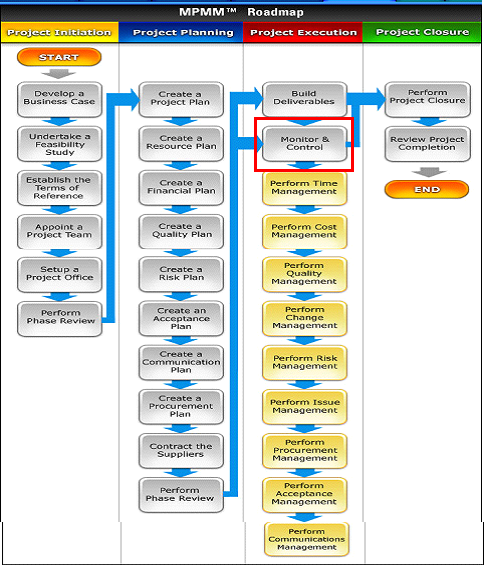 MPMM™ Roadmap
Project Initiation
Project Planning
Project Execution
Project Closure
START
Develop a
Business Case
Undertake a
Feasibility
Study
Establish the
Terms of
Reference
Appoint a
Project Team
Setup a
Project Office
Perform
Phase Review
Create a
Project Plan
Create a
Resource Plan
Create a
Financial Plan
Create a
Quality Plan
Create a
Risk Plan
Create an
Acceptance
Plan
Create a
Communication
Plan
Create a
Procurement
Plan
Contract the
Suppliers
Perform
Phase Review
Build
Deliverables
Monitor &
Control
Perform Time
Management
Perform Cost
Management
Perform
Quality
Management
Perform
Change
Management
Perform Risk
Management
Perform Issue
Management
Perform
Procurement
Management
Perform
Acceptance
Management
Perform
Communications
Management
Perform
Project Closure
Review Project
Completion
END